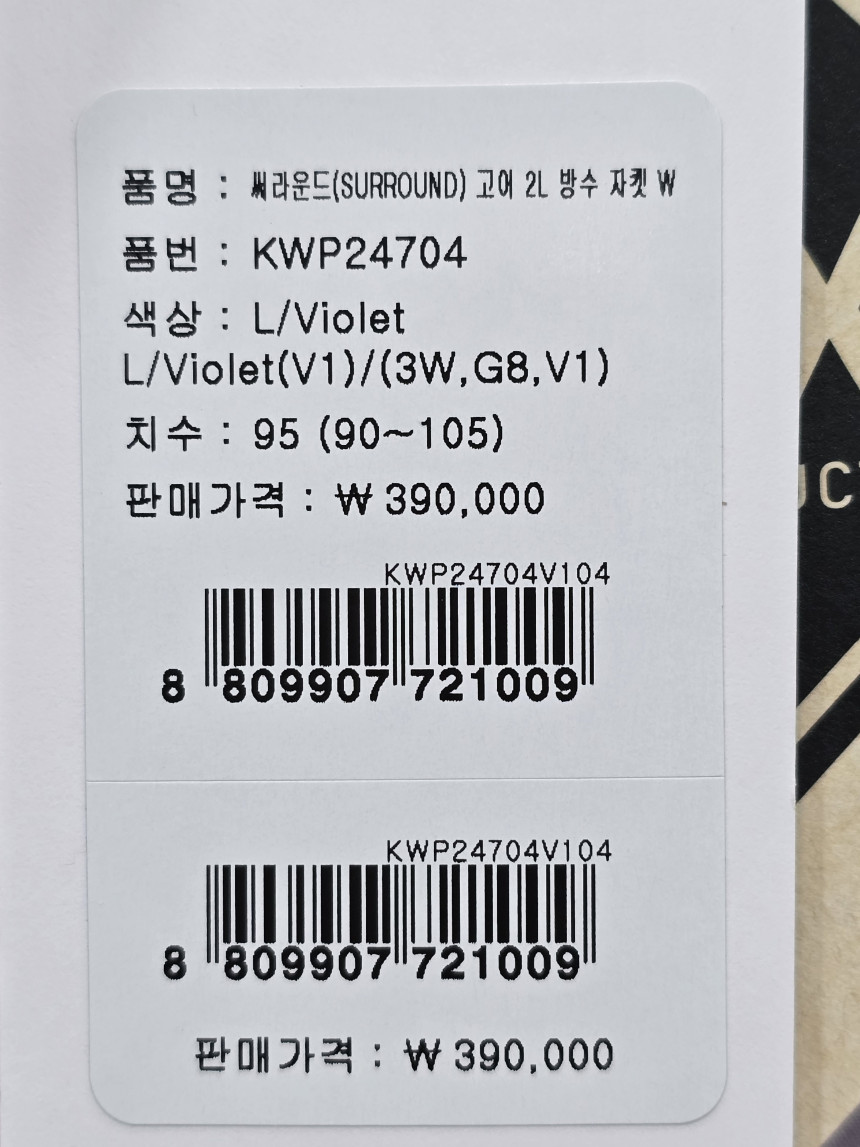 품명 : 써라운드(SURROUND) 고어 2L 방수 자켓 W
품번 : KWP24704
색상 : L/Violet
L/Violet(V1)/(3W,G8,V1)
치수 : 95 (90~105)
판매가격 : ₩ 390,000
KWP24704V104
8 809907 721009
KWP24704V104
8 809907 721009
판매가격 : ₩ 390,000